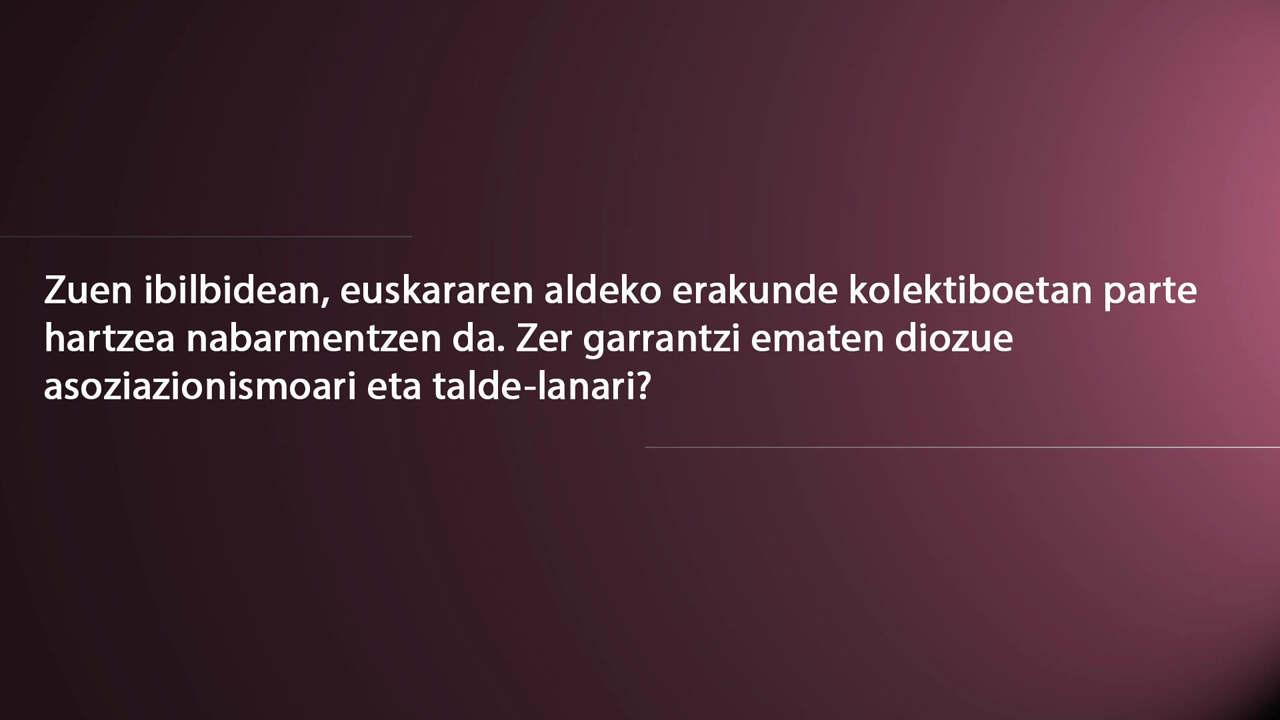 Zuen ibilbidean, euskararen aldeko erakunde kolektiboetan parte
hartzea nabarmentzen da. Zer garrantzi ematen diozue
asoziazionismoari eta talde-lanari?